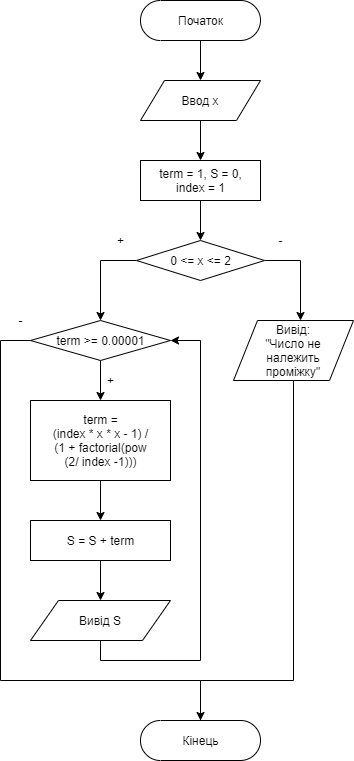 Початок
Ввод x
term = 1, S = 0,
index = 1
+
-
0 <= x <= 2
-
term >= 0.00001
Вивід:
"Число не
належить
проміжку"
+
term =
(index * x * x - 1) /
(1 + factorial(pow
(2/ index -1)))
S = S + term
Вивід S
Кінець